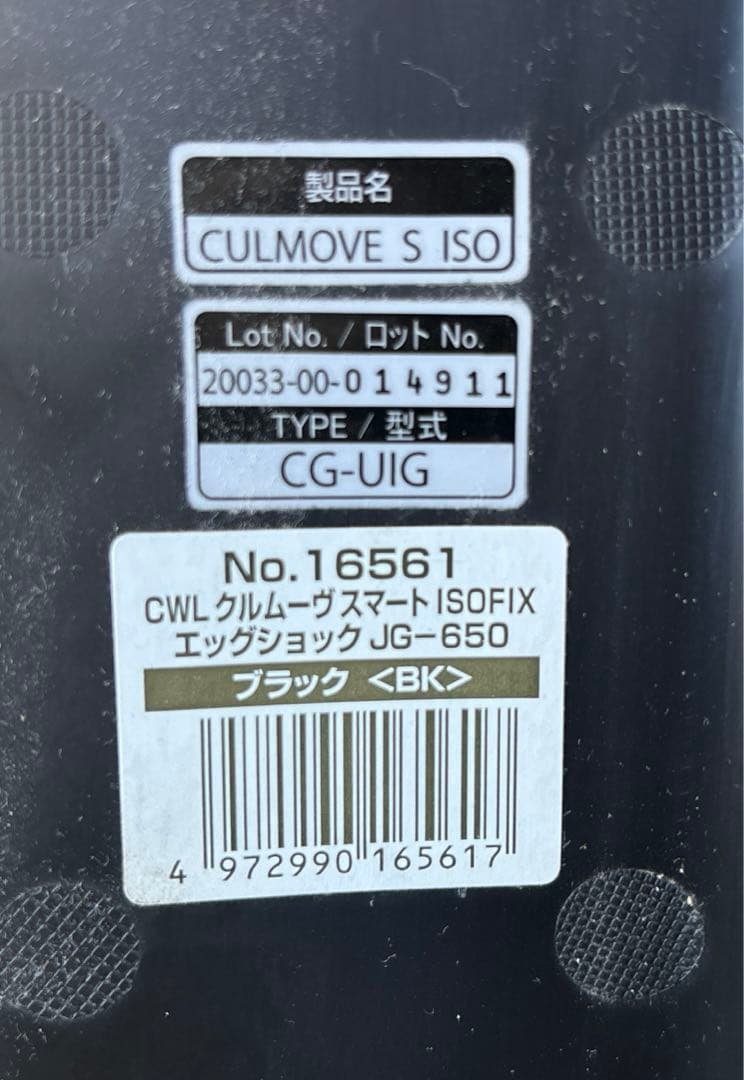 製品名
CULMOVE S ISO
Lot No. / ロット No.
20033-00-014911
TYPE / 型式
CG-UIG
No.16561
CWL クルムーヴ スマート ISOFIX
エッグショック JG-650
ブラック <BK>
4 972990 165617